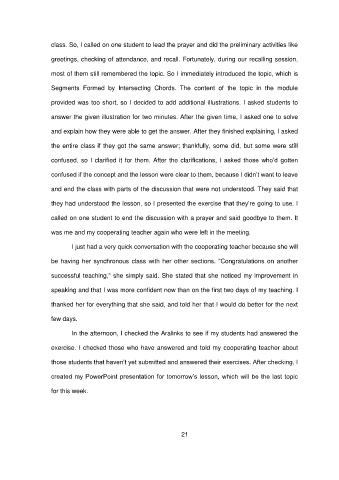 class. So, I called on one student to lead the prayer and did the preliminary activities like
greetings, checking of attendance, and recall. Fortunately, during our recalling session,
most of them still remembered the topic. So I immediately introduced the topic, which is
Segments Formed by Intersecting Chords. The content of the topic in the module
provided was too short, so I decided to add additional illustrations. I asked students to
answer the given illustration for two minutes. After the given time, I asked one to solve
and explain how they were able to get the answer. After they finished explaining, I asked
the entire class if they got the same answer; thankfully, some did, but some were still
confused, so I clarified it for them. After the clarifications, I asked those who'd gotten
confused if the concept and the lesson were clear to them, because I didn't want to leave
and end the class with parts of the discussion that were not understood. They said that
they had understood the lesson, so I presented the exercise that they're going to use. I
called on one student to end the discussion with a prayer and said goodbye to them. It
was me and my cooperating teacher again who were left in the meeting.
I just had a very quick conversation with the cooperating teacher because she will
be having her synchronous class with her other sections. "Congratulations on another
successful teaching," she simply said. She stated that she noticed my improvement in
speaking and that I was more confident now than on the first two days of my teaching. I
thanked her for everything that she said, and told her that I would do better for the next
few days.
In the afternoon, I checked the Aralinks to see if my students had answered the
exercise. I checked those who have answered and told my cooperating teacher about
those students that haven't yet submitted and answered their exercises. After checking, I
created my PowerPoint presentation for tomorrow's lesson, which will be the last topic
for this week.
21